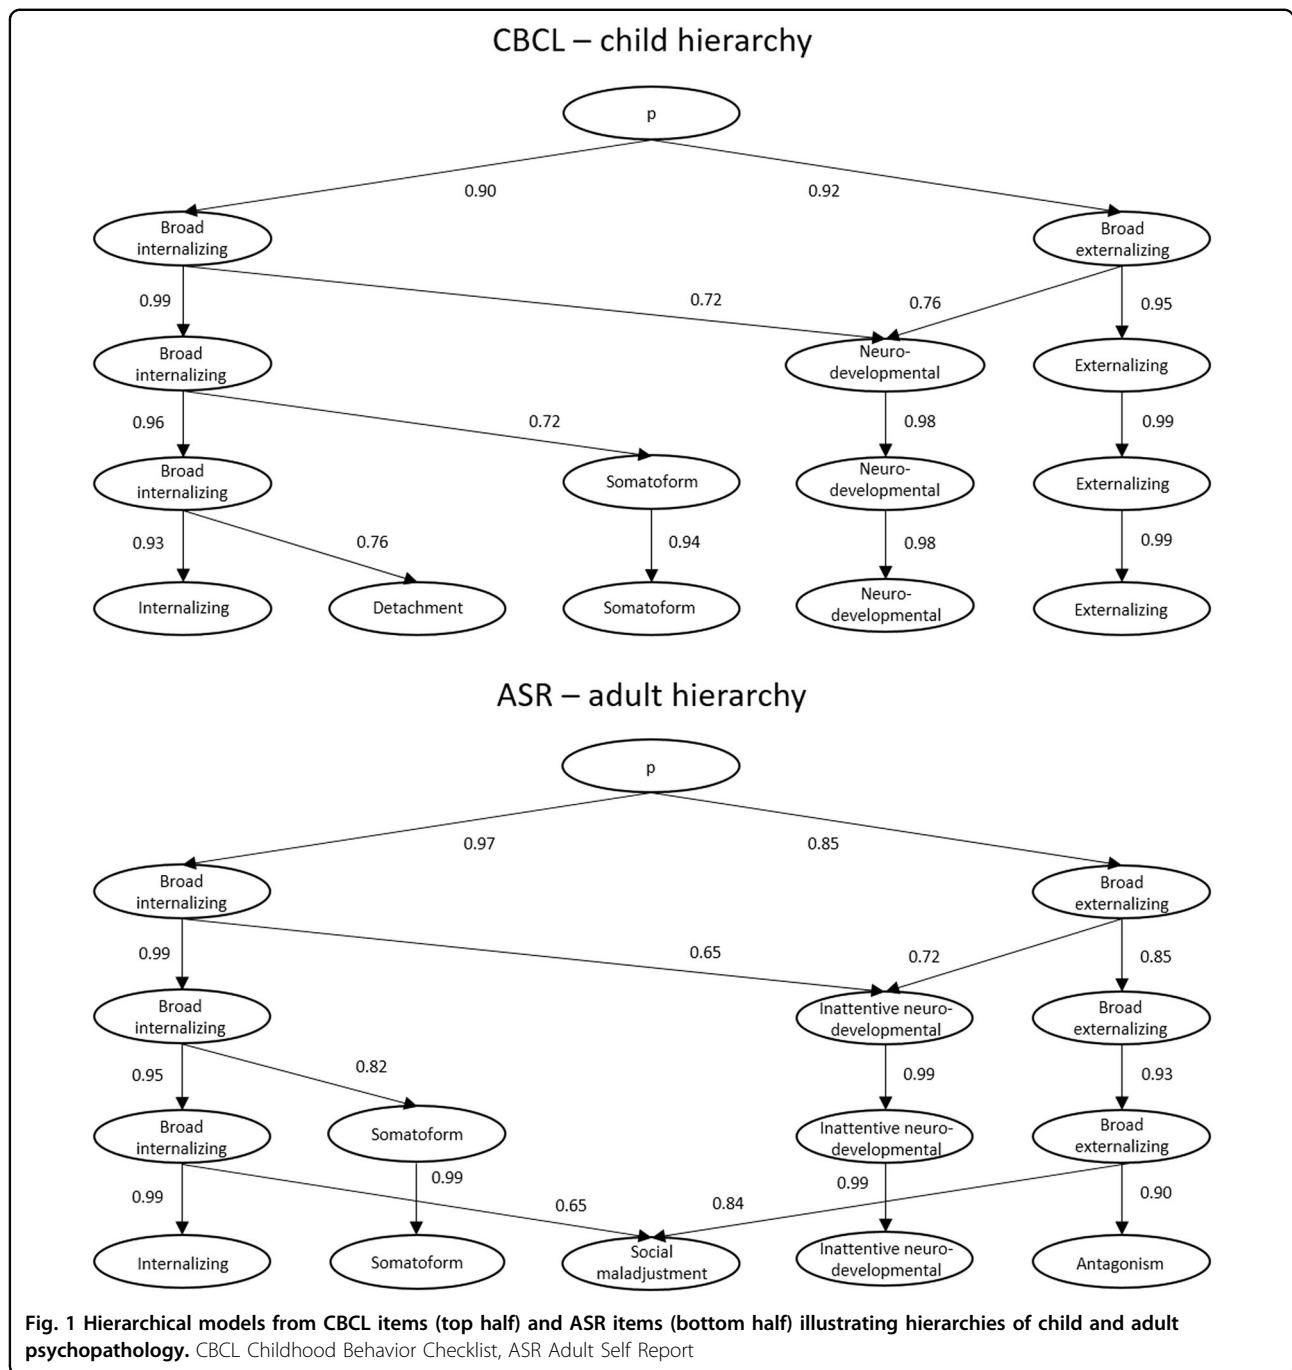 CBCL – child hierarchy
p
0.90
0.92
Broad
internalizing
Broad
externalizing
0.99
0.72
0.76
0.95
Broad
internalizing
Neuro-
developmental
Externalizing
0.96
0.72
0.98
0.99
Broad
internalizing
Somatoform
Neuro-
developmental
Externalizing
0.93
0.76
0.94
0.98
0.99
Internalizing
Detachment
Somatoform
Neuro-
developmental
Externalizing
ASR – adult hierarchy
p
0.97
0.85
Broad
internalizing
Broad
externalizing
0.99
0.65
0.72
0.85
Broad
internalizing
Inattentive neuro-
developmental
Broad
externalizing
0.95
0.82
0.99
0.93
Broad
internalizing
Somatoform
Inattentive neuro-
developmental
Broad
externalizing
0.99
0.99
0.65
0.84
0.99
0.90
Internalizing
Somatoform
Social
maladjustment
Inattentive neuro-
developmental
Antagonism
Fig. 1 Hierarchical models from CBCL items (top half) and ASR items (bottom half) illustrating hierarchies of child and adult
psychopathology. CBCL Childhood Behavior Checklist, ASR Adult Self Report